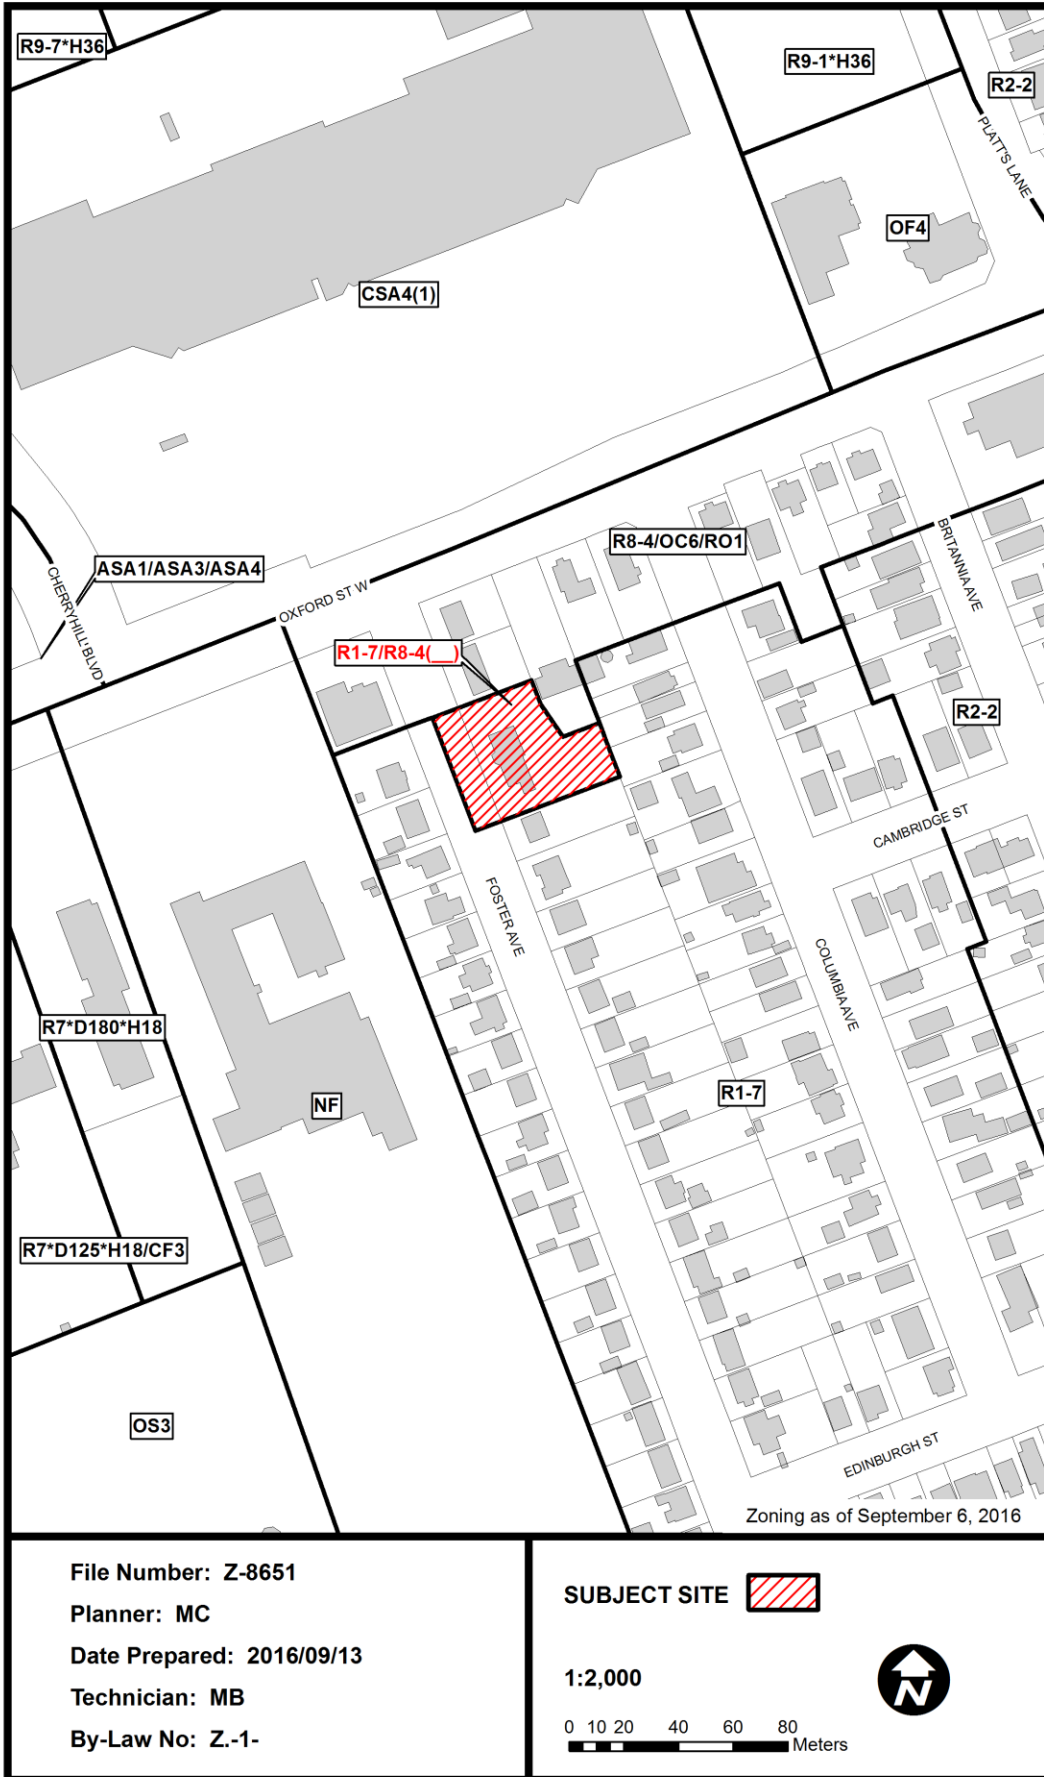 R9-7*H36
R9-1*H36
R2-2
PLATT'S LANE
OF4
CSA4(1)
R8-4/OC6/RO1
BRITANNIA AVE
ASA1/ASA3/ASA4
CHERRYHILL BLVD
OXFORD ST W
R1-7/R8-4(__)
R2-2
CAMBRIDGE ST
FOSTER AVE
COLUMBIA AVE
R7*D180*H18
NF
R1-7
R7*D125*H18/CF3
OS3
EDINBURGH ST
Zoning as of September 6, 2016
File Number: Z-8651
Planner: MC
Date Prepared: 2016/09/13
Technician: MB
By-Law No: Z.-1-
SUBJECT SITE
1:2,000
N
0 10 20 40 60 80
Meters